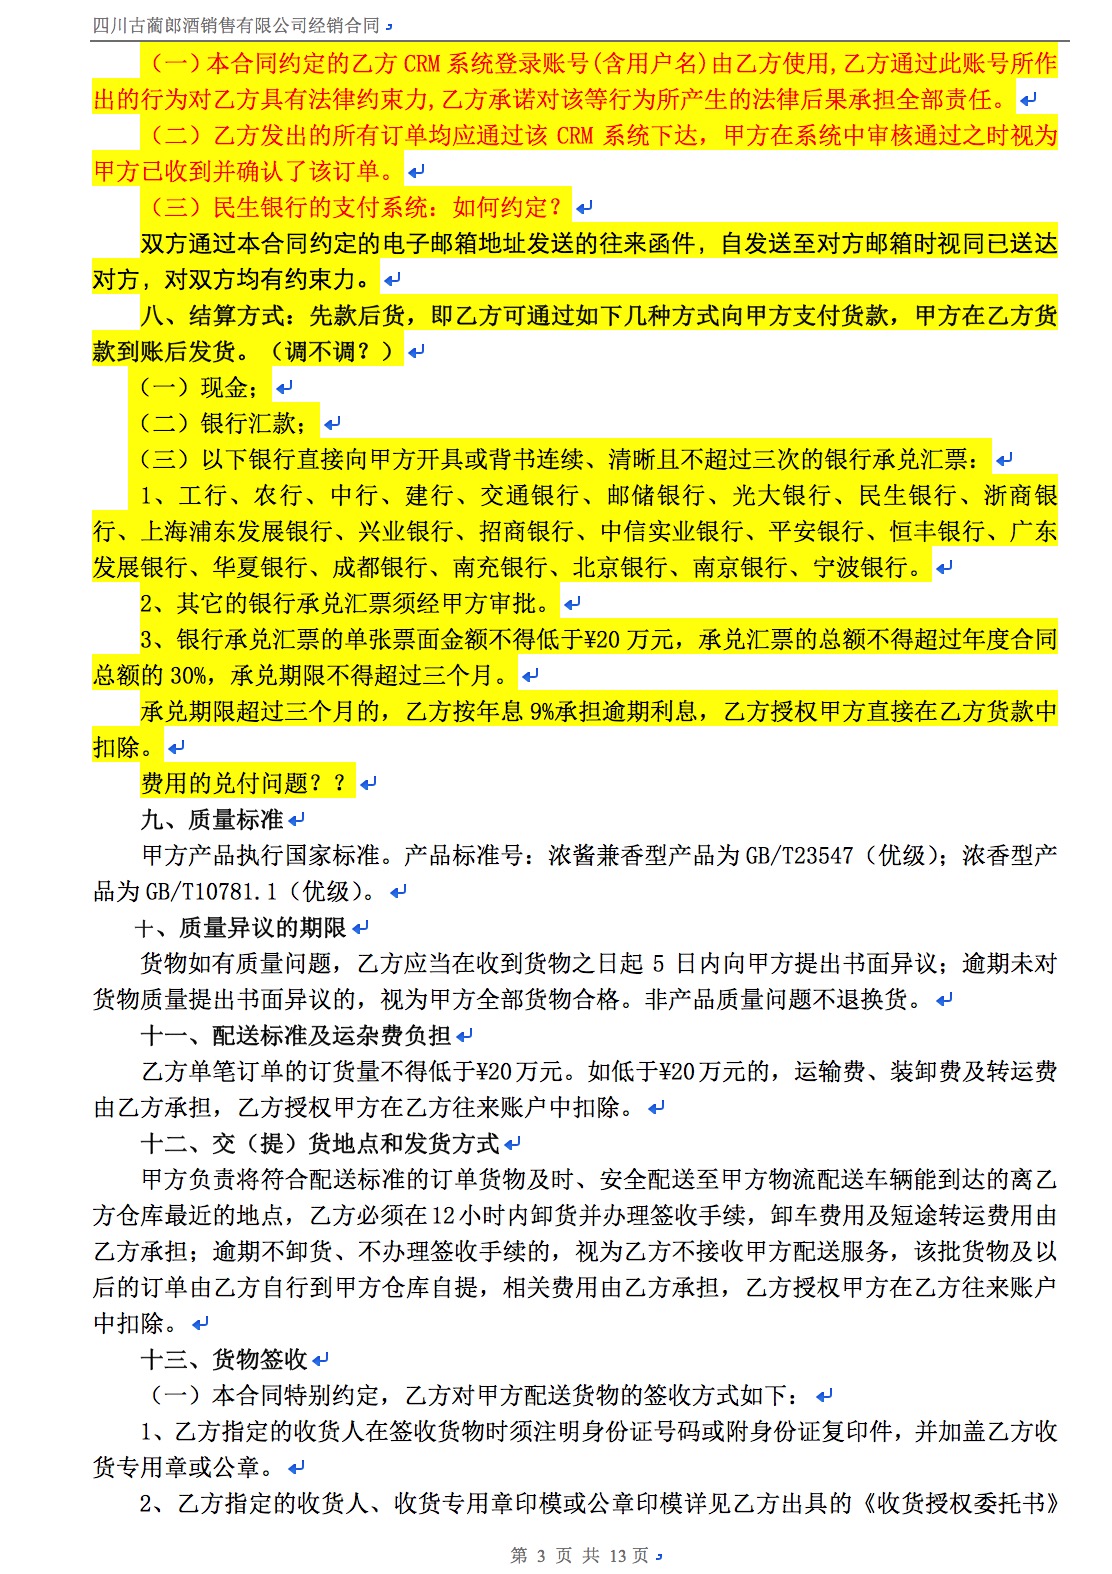 四川古蔺郎酒销售有限公司经销合同
（一）本合同约定的乙方 CRM 系统登录账号(含用户名)由乙方使用,乙方通过此账号所作
出的行为对乙方具有法律约束力,乙方承诺对该等行为所产生的法律后果承担全部责任。
（二）乙方发出的所有订单均应通过该 CRM 系统下达，甲方在系统中审核通过之时视为
甲方已收到并确认了该订单。
（三）民生银行的支付系统：如何约定？
双方通过本合同约定的电子邮箱地址发送的往来函件，自发送至对方邮箱时视同已送达
对方，对双方均有约束力。
八、结算方式：先款后货，即乙方可通过如下几种方式向甲方支付货款，甲方在乙方货
款到账后发货。（调不调？）
（一）现金；
（二）银行汇款；
（三）以下银行直接向甲方开具或背书连续、清晰且不超过三次的银行承兑汇票：
1、工行、农行、中行、建行、交通银行、邮储银行、光大银行、民生银行、浙商银
行、上海浦东发展银行、兴业银行、招商银行、中信实业银行、平安银行、恒丰银行、广东
发展银行、华夏银行、成都银行、南充银行、北京银行、南京银行、宁波银行。
2、其它的银行承兑汇票须经甲方审批。
3、银行承兑汇票的单张票面金额不得低于¥20 万元，承兑汇票的总额不得超过年度合同
总额的 30%，承兑期限不得超过三个月。
承兑期限超过三个月的，乙方按年息 9%承担逾期利息，乙方授权甲方直接在乙方货款中
扣除。
费用的兑付问题？？
九、质量标准
甲方产品执行国家标准。产品标准号：浓酱兼香型产品为 GB/T23547（优级）；浓香型产
品为 GB/T10781.1（优级）。
十、质量异议的期限
货物如有质量问题，乙方应当在收到货物之日起 5 日内向甲方提出书面异议；逾期未对
货物质量提出书面异议的，视为甲方全部货物合格。非产品质量问题不退换货。
十一、配送标准及运杂费负担
乙方单笔订单的订货量不得低于¥20 万元。如低于¥20 万元的，运输费、装卸费及转运费
由乙方承担，乙方授权甲方在乙方往来账户中扣除。
十二、交（提）货地点和发货方式
甲方负责将符合配送标准的订单货物及时、安全配送至甲方物流配送车辆能到达的离乙
方仓库最近的地点，乙方必须在 12 小时内卸货并办理签收手续，卸车费用及短途转运费用由
乙方承担；逾期不卸货、不办理签收手续的，视为乙方不接收甲方配送服务，该批货物及以
后的订单由乙方自行到甲方仓库自提，相关费用由乙方承担，乙方授权甲方在乙方往来账户
中扣除。
十三、货物签收
（一）本合同特别约定，乙方对甲方配送货物的签收方式如下：
1、乙方指定的收货人在签收货物时须注明身份证号码或附身份证复印件，并加盖乙方收
货专用章或公章。
2、乙方指定的收货人、收货专用章印模或公章印模详见乙方出具的《收货授权委托书》
第 3 页 共 13 页